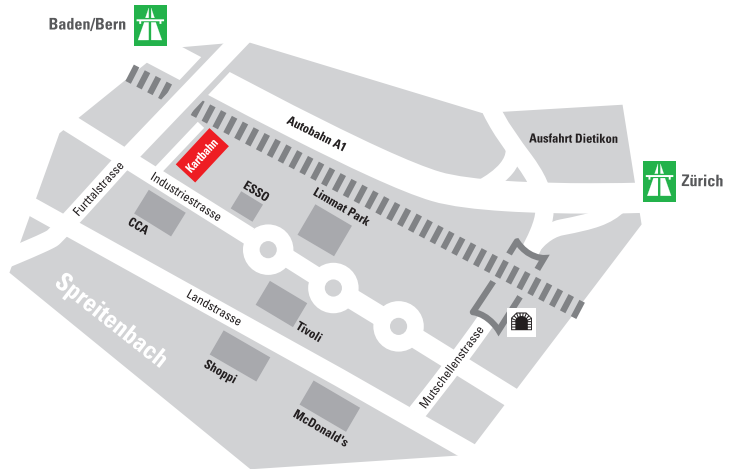 Baden/Bern
Autobahn A1
Ausfahrt Dietikon
Kartbahn
Zürich
Furttalstrasse
Industriestrasse
ESSO
Limmat Park
CCA
Spreitenbach
Landstrasse
Tivoli
Shoppi
Mutschellenstrasse
McDonald's